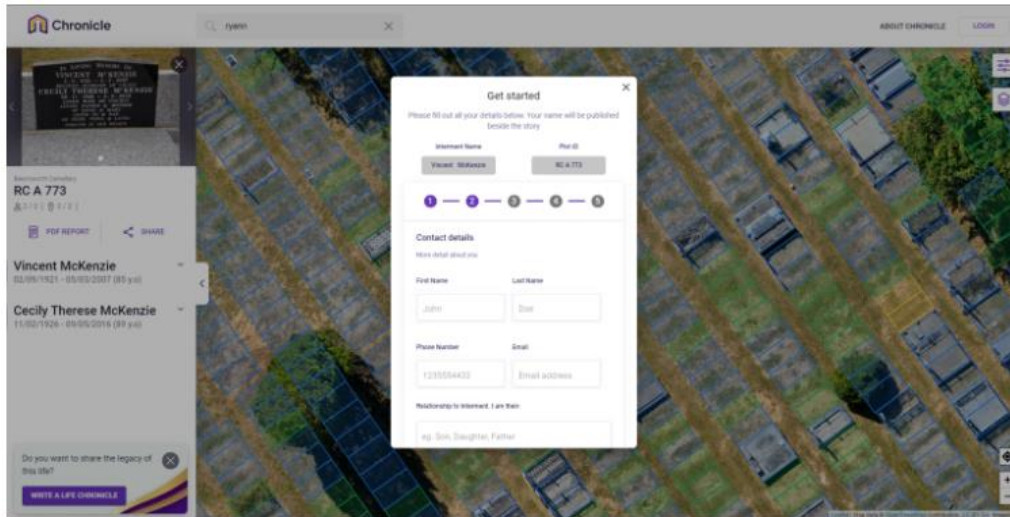 Chronicle
ryann
ABOUT CHRONICLE
LOGIN
VINCENT McKENZIE
CECILY THERESE McKENZIE
RC A 773
PDF REPORT
SHARE
Vincent McKenzie
02/09/1921 - 05/03/2007 (85 y.o)
Cecily Therese McKenzie
11/02/1926 - 09/05/2016 (89 y.o)
Do you want to share the legacy of
this life?
WRITE A LIFE CHRONICLE
Get started
Please fill out all your details below. Your name will be published
beside the story
Interment Name
Plot ID
Vincent McKenzie
RC A 773
1
2
3
4
5
Contact details
More detail about you
First Name
Last Name
John
Doe
Phone Number
Email
1235554433
Email address
Relationship to Interment. I am their:
eg. Son, Daughter, Father